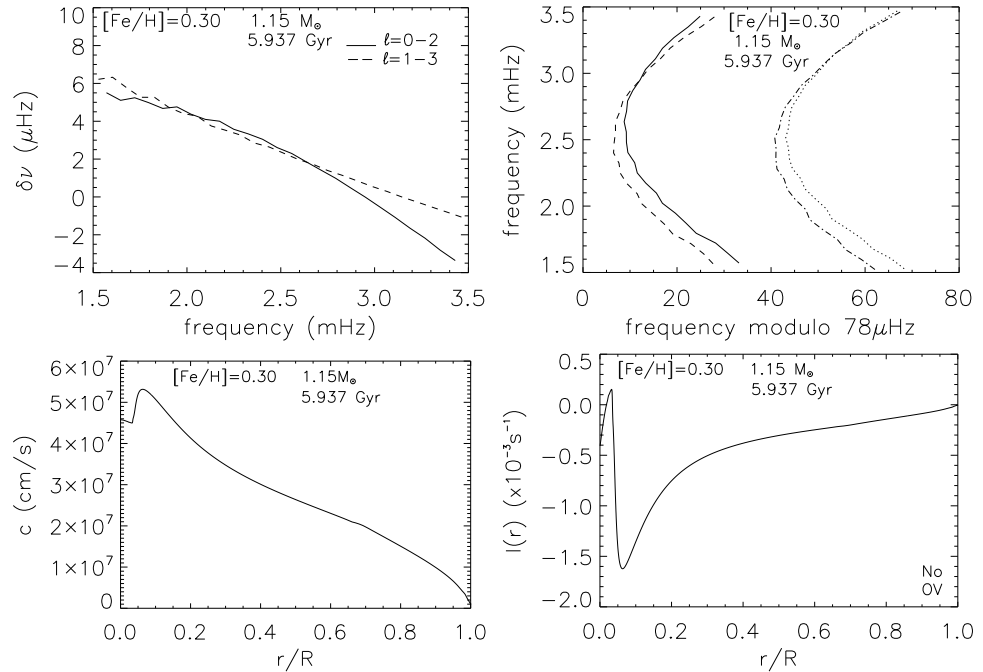 [Fe/H]=0.30 1.15 M⊙
5.937 Gyr
ℓ=0−2
ℓ=1−3
10
8
6
4
2
0
−2
−4
δν (μHz)
1.5 2.0 2.5 3.0 3.5
frequency (mHz)
[Fe/H]=0.30
1.15 M⊙
5.937 Gyr
3.5
3.0
2.5
2.0
1.5
frequency (mHz)
0 20 40 60 80
frequency modulo 78μHz
[Fe/H]=0.30 1.15M⊙
5.937 Gyr
6×10⁷
5×10⁷
4×10⁷
3×10⁷
2×10⁷
1×10⁷
0
c (cm/s)
0.0 0.2 0.4 0.6 0.8 1.0
r/R
[Fe/H]=0.30 1.15 M⊙
5.937 Gyr
0.5
0.0
−0.5
−1.0
−1.5
−2.0
I(r) (×10⁻³s⁻¹)
No
OV
0.0 0.2 0.4 0.6 0.8 1.0
r/R